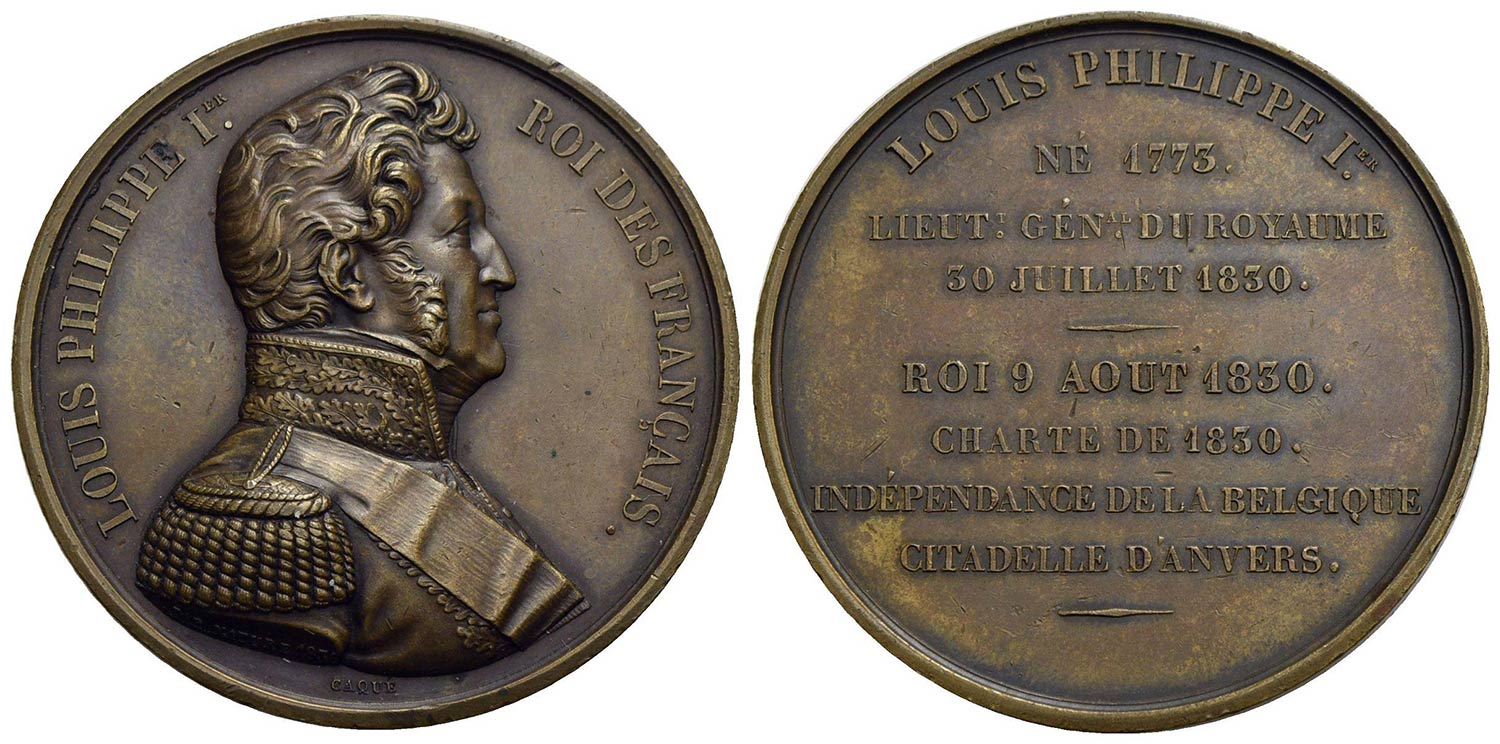 LOUIS PHILIPPE I.ER ROI DES FRANÇAIS.
NATURE
CAQUÉ
LOUIS PHILIPPE I.ER
NÉ 1773.
LIEUT.T GÉN.AL DU ROYAUME
30 JUILLET 1830.
ROI 9 AOUT 1830.
CHARTE DE 1830.
INDÉPENDANCE DE LA BELGIQUE
CITADELLE D'ANVERS.